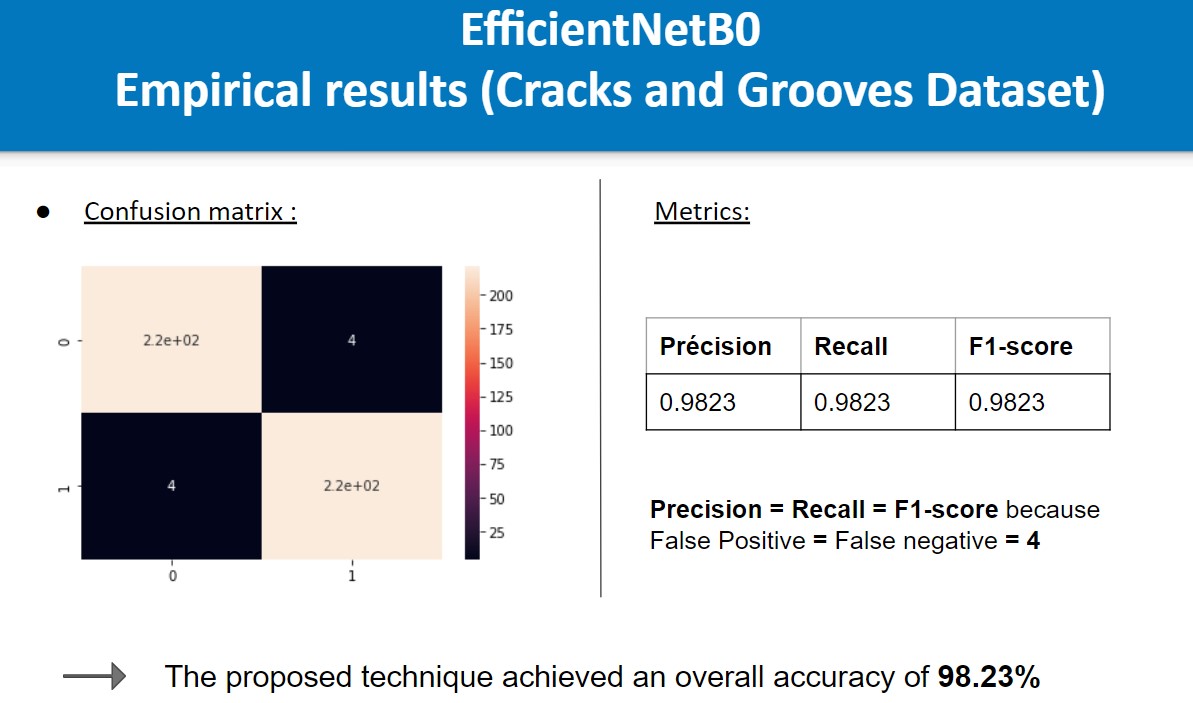 EfficientNetB0
Empirical results (Cracks and Grooves Dataset)
● Confusion matrix :
0
2.2e+02
4
1
4
2.2e+02
0
1
200
175
150
125
100
75
50
25
Metrics:
Précision Recall F1-score
0.9823 0.9823 0.9823
Precision = Recall = F1-score because
False Positive = False negative = 4
The proposed technique achieved an overall accuracy of 98.23%